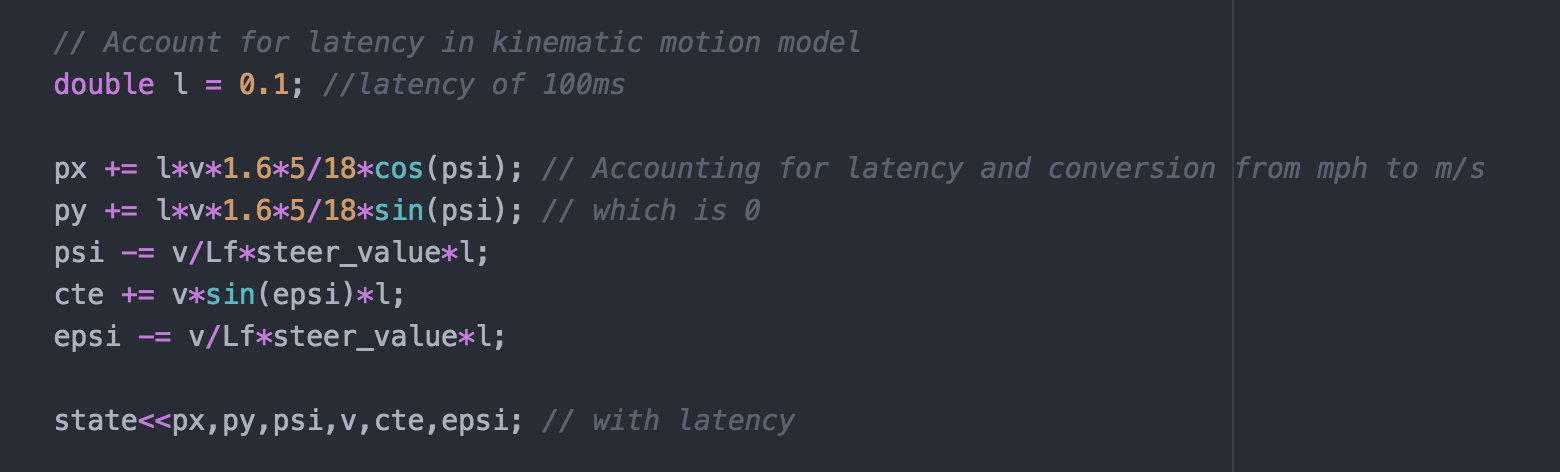 // Account for latency in kinematic motion model
double l = 0.1; //latency of 100ms
px += l*v*1.6*5/18*cos(psi); // Accounting for latency and conversion from mph to m/s
py += l*v*1.6*5/18*sin(psi); // which is 0
psi -= v/Lf*steer_value*l;
cte += v*sin(epsi)*l;
epsi -= v/Lf*steer_value*l;
state<<px,py,psi,v,cte,epsi; // with latency